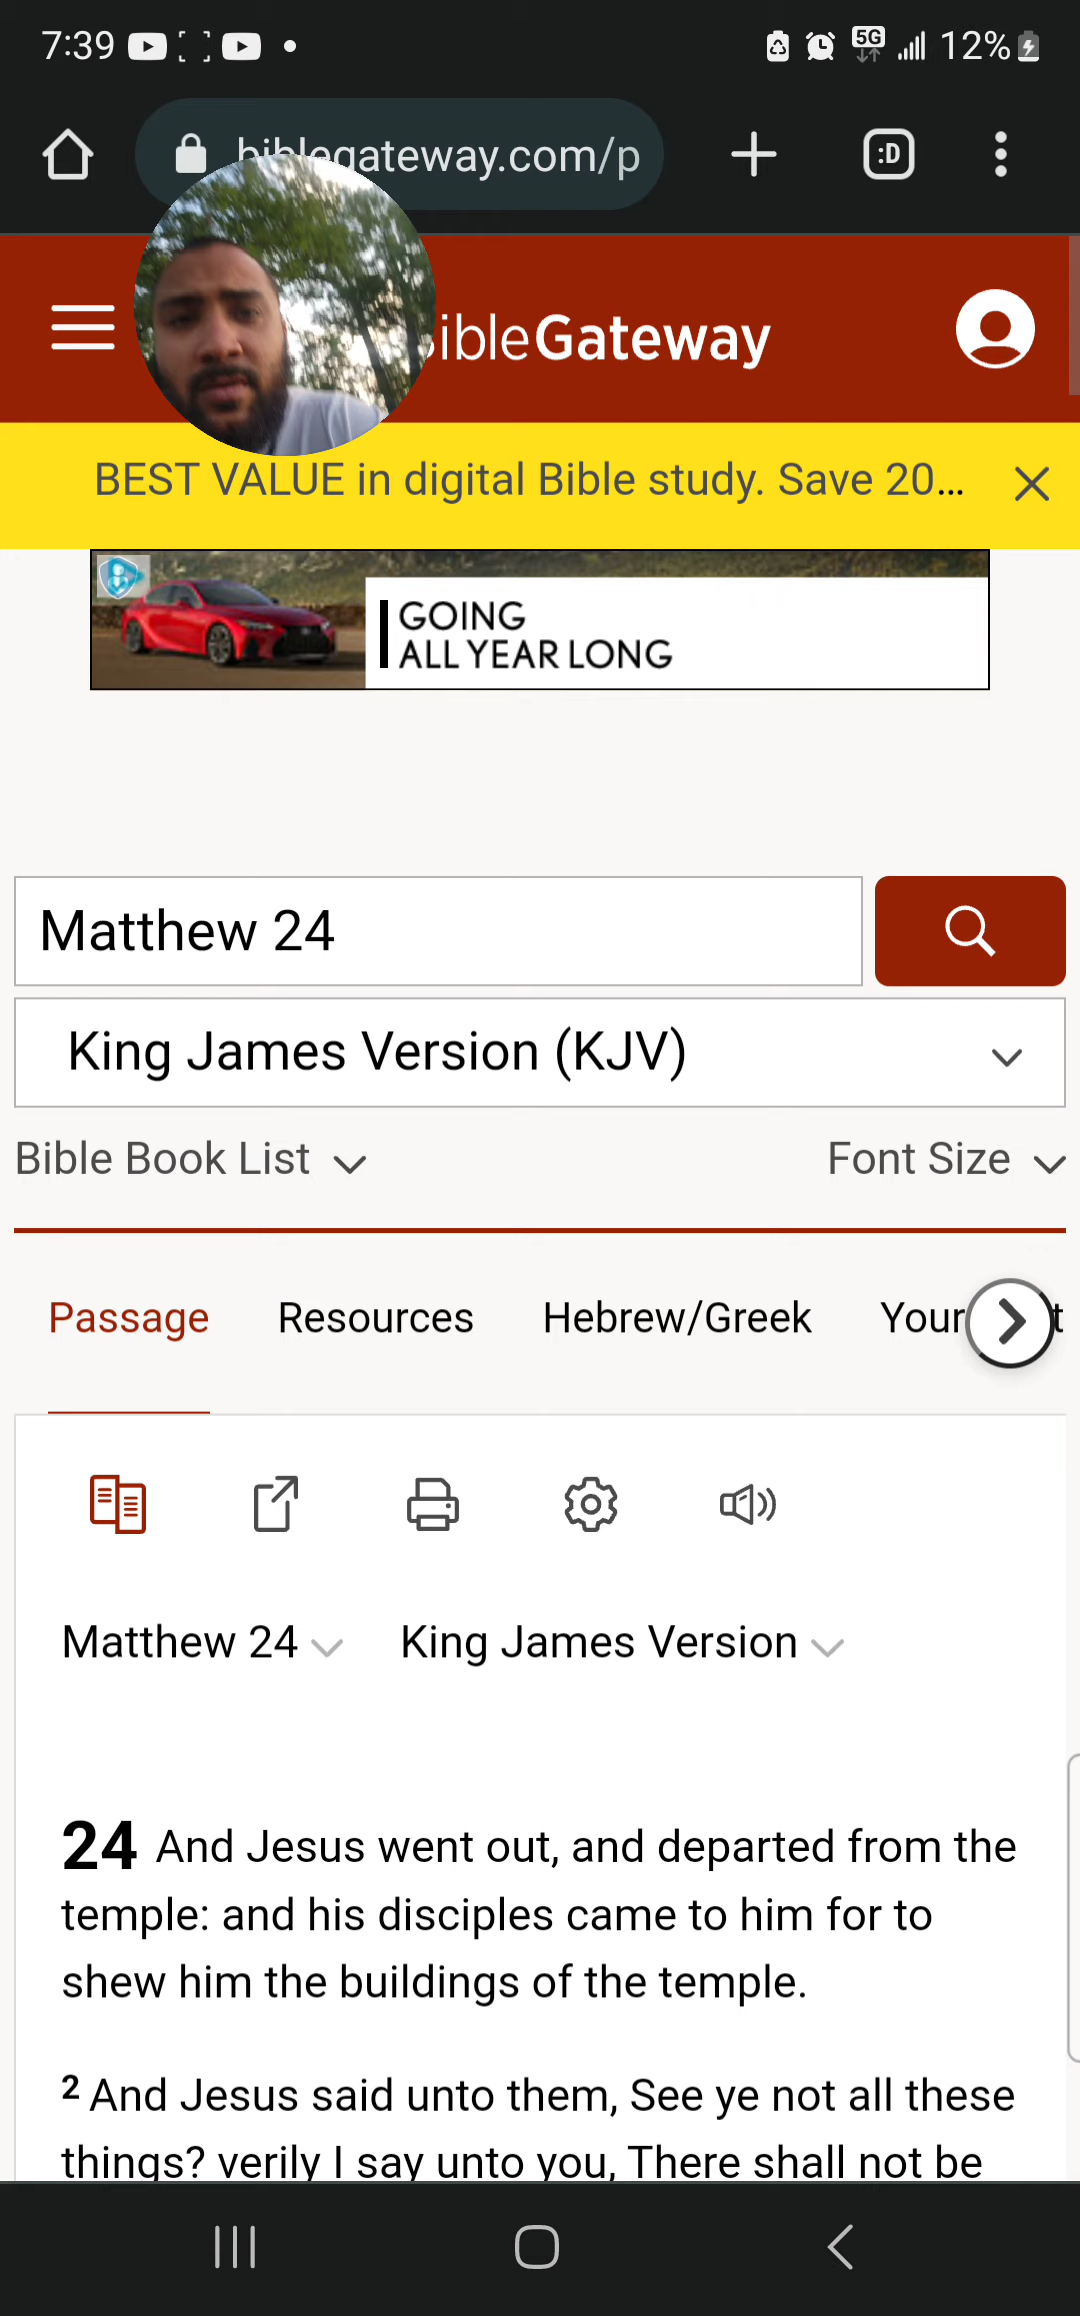 7:39 5G 12%
biblegateway.com/p :D
ibleGateway
BEST VALUE in digital Bible study. Save 20...
GOING
ALL YEAR LONG
Matthew 24
King James Version (KJV)
Bible Book List Font Size
Passage Resources Hebrew/Greek Your t
Matthew 24 King James Version
24 And Jesus went out, and departed from the
temple: and his disciples came to him for to
shew him the buildings of the temple.
2 And Jesus said unto them, See ye not all these
things? verily I say unto you, There shall not be